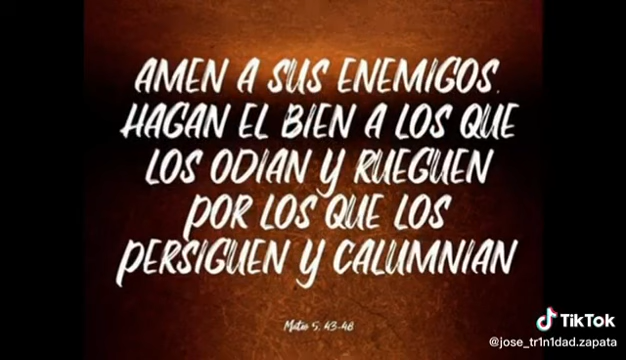 AMEN A SUS ENEMIGOS,
HAGAN EL BIEN A LOS QUE
LOS ODIAN Y RUEGUEN
POR LOS QUE LOS
PERSIGUEN Y CALUMNIAN
Mateo 5, 43-48
TikTok
@jose_tr1n1dad.zapata